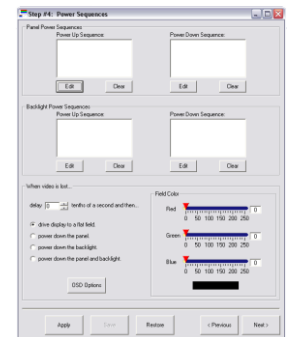 Step #4: Power Sequences
Panel Power Sequences
Power Up Sequence: Power Down Sequence:
Edit Clear Edit Clear
Backlight Power Sequences
Power Up Sequence: Power Down Sequence:
Edit Clear Edit Clear
When video is lost...
delay 0 tenths of a second and then...
drive display to a flat field.
power down the panel.
power down the backlight.
power down the panel and backlight.
OSD Options
Field Color
Red 0
0 50 100 150 200 250
Green 0
0 50 100 150 200 250
Blue 0
0 50 100 150 200 250
Apply Save Restore < Previous Next >